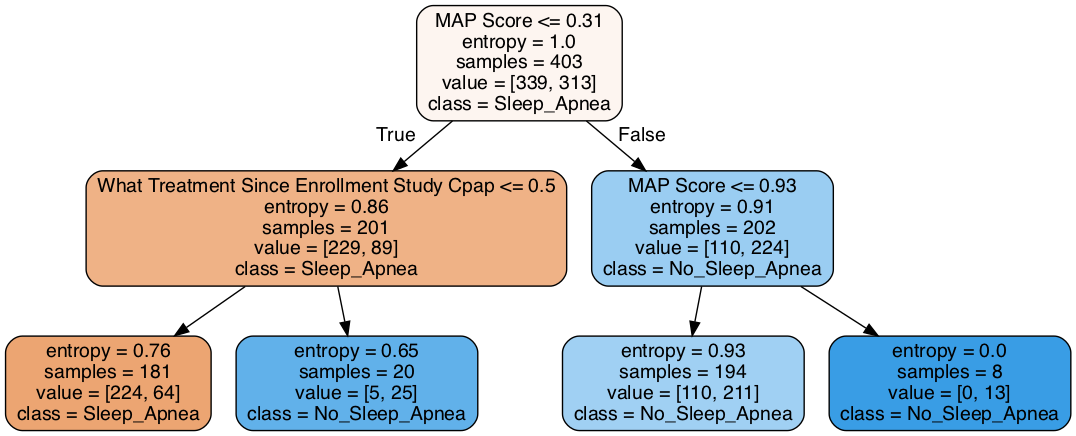 MAP Score <= 0.31
entropy = 1.0
samples = 403
value = [339, 313]
class = Sleep_Apnea
True
False
What Treatment Since Enrollment Study Cpap <= 0.5
entropy = 0.86
samples = 201
value = [229, 89]
class = Sleep_Apnea
MAP Score <= 0.93
entropy = 0.91
samples = 202
value = [110, 224]
class = No_Sleep_Apnea
entropy = 0.76
samples = 181
value = [224, 64]
class = Sleep_Apnea
entropy = 0.65
samples = 20
value = [5, 25]
class = No_Sleep_Apnea
entropy = 0.93
samples = 194
value = [110, 211]
class = No_Sleep_Apnea
entropy = 0.0
samples = 8
value = [0, 13]
class = No_Sleep_Apnea